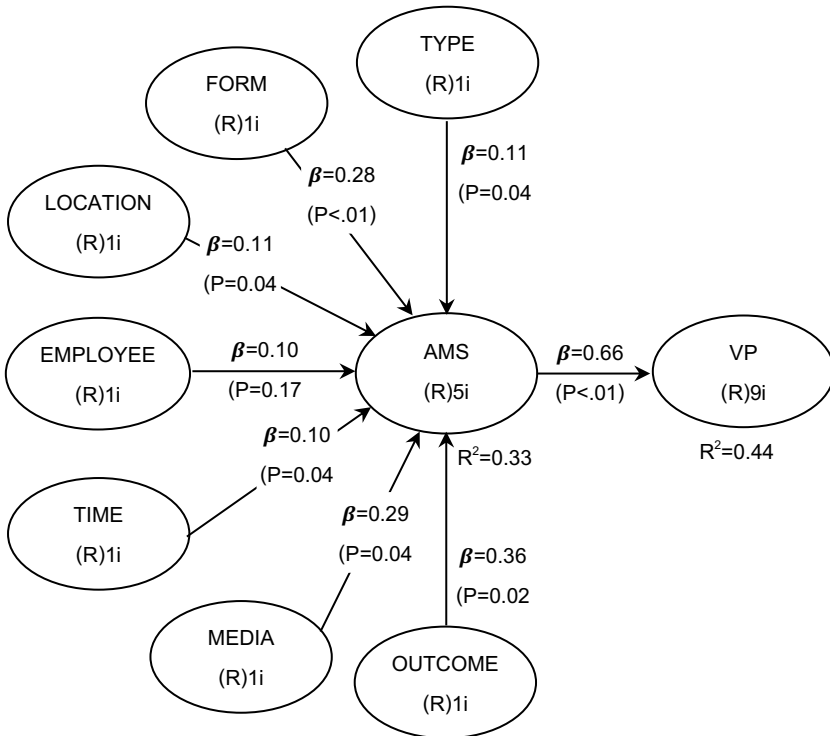 TYPE
(R)1i
FORM
(R)1i
β=0.11
(P=0.04
β=0.28
(P<.01)
LOCATION
(R)1i
β=0.11
(P=0.04
EMPLOYEE
(R)1i
β=0.10
(P=0.17
AMS
(R)5i
β=0.66
(P<.01)
VP
(R)9i
R²=0.44
β=0.10
(P=0.04
R²=0.33
TIME
(R)1i
β=0.29
(P=0.04
β=0.36
(P=0.02
MEDIA
(R)1i
OUTCOME
(R)1i